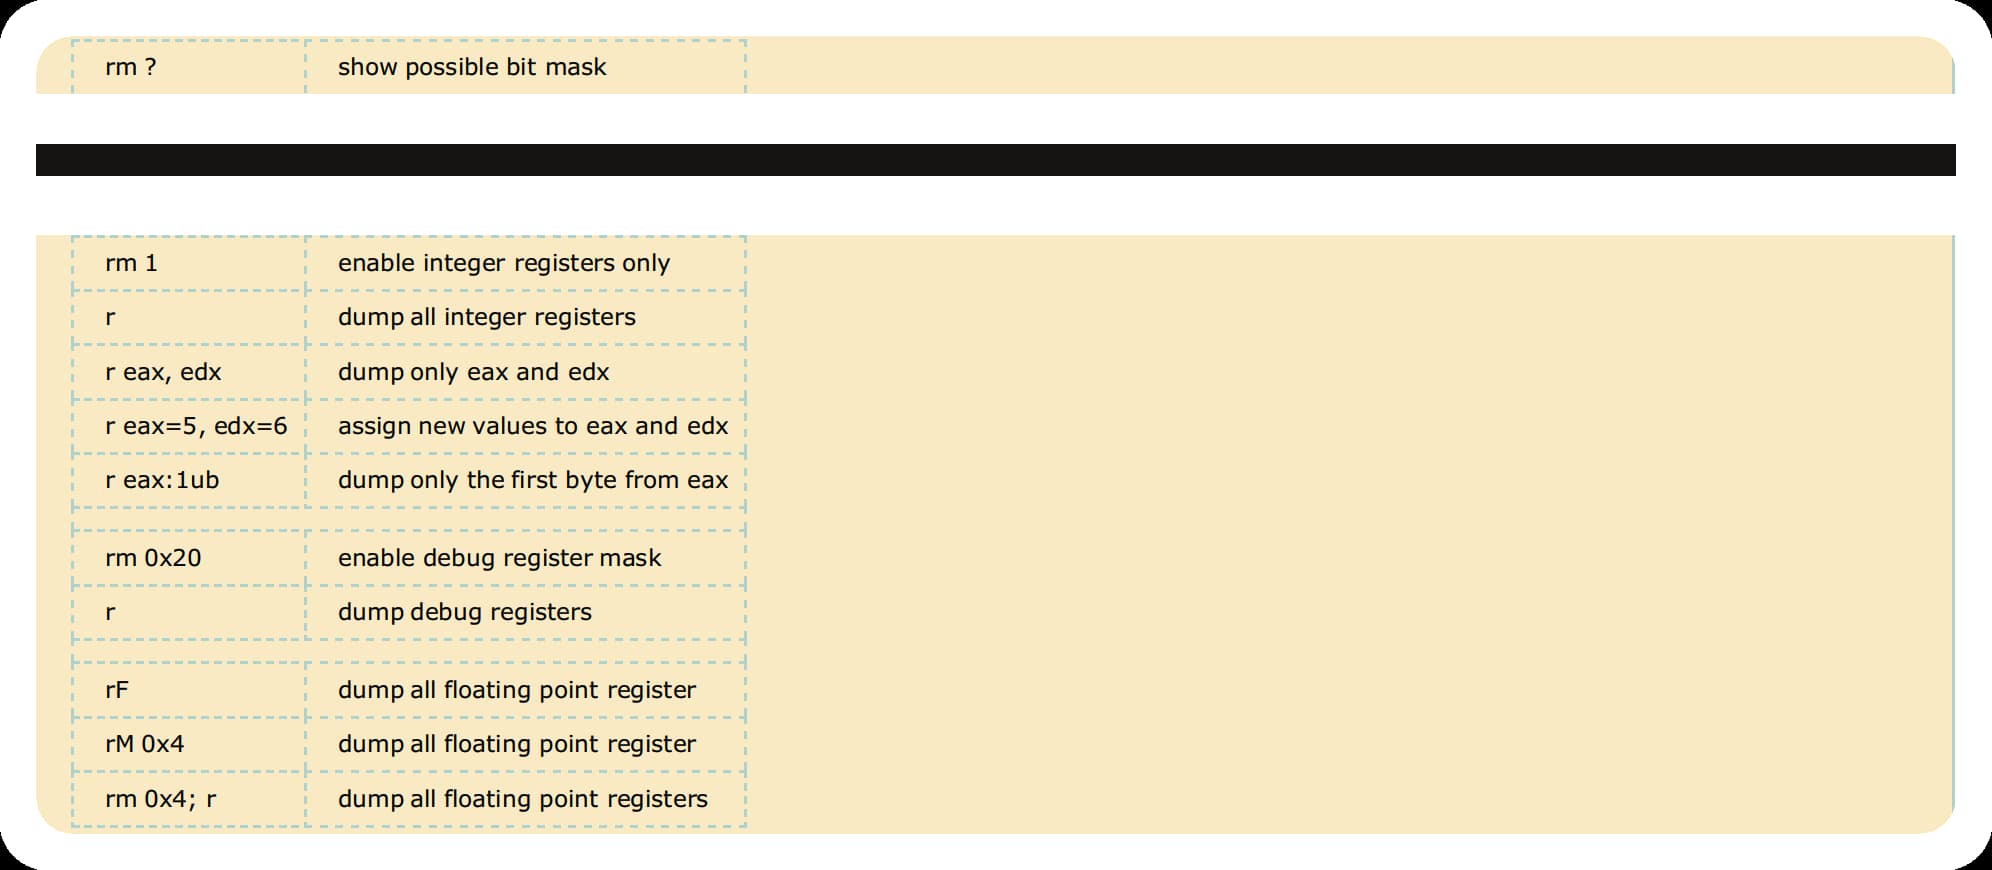 rm ? show possible bit mask
rm 1 enable integer registers only
r dump all integer registers
r eax, edx dump only eax and edx
r eax=5, edx=6 assign new values to eax and edx
r eax:1ub dump only the first byte from eax
rm 0x20 enable debug register mask
r dump debug registers
rF dump all floating point register
rM 0x4 dump all floating point register
rm 0x4; r dump all floating point registers